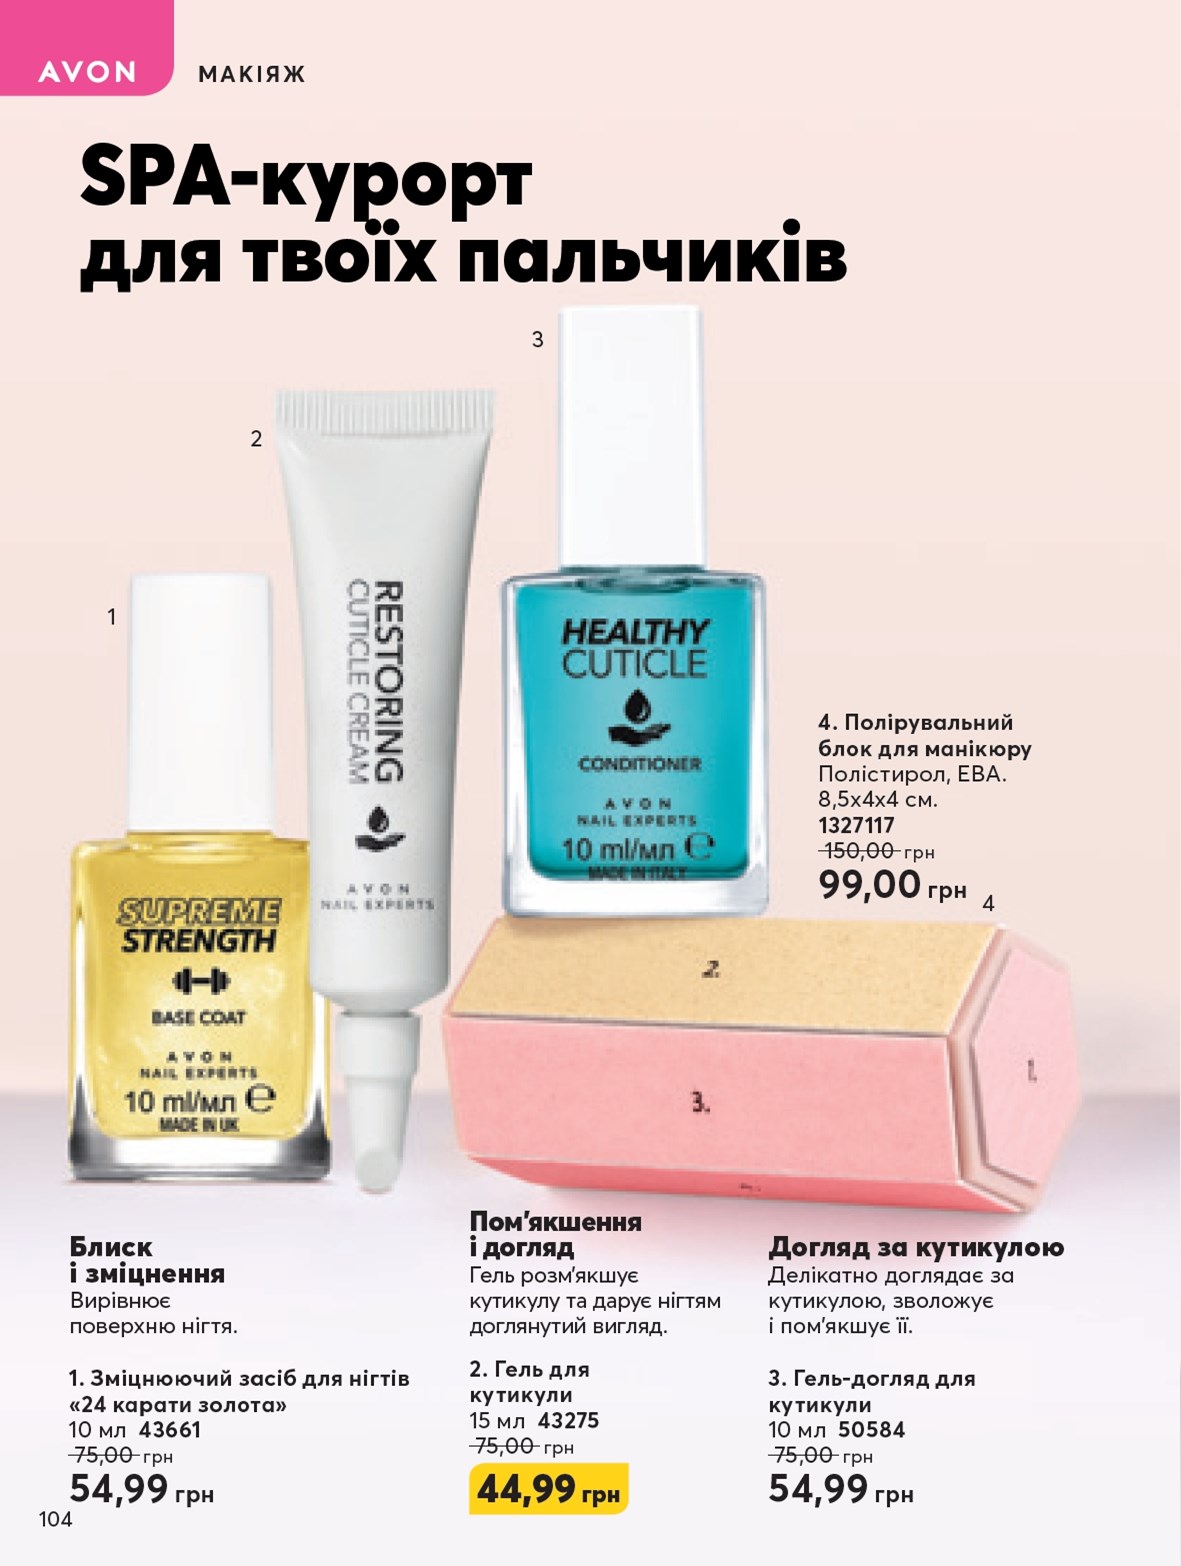 AVON
МАКІЯЖ
SPA-курорт
для твоїх пальчиків
3
2
1
RESTORING
CUTICLE CREAM
AVON
NAIL EXPERTS
HEALTHY
CUTICLE
CONDITIONER
AVON
NAIL EXPERTS
10 ml/мл ℮
MADE IN ITALY
SUPREME
STRENGTH
BASE COAT
AVON
NAIL EXPERTS
10 ml/мл ℮
MADE IN UK
4. Полірувальний
блок для манікюру
Полістирол, ЕВА.
8,5x4x4 см.
1327117
150,00 грн
99,00 грн
4
2.
3.
1.
Блиск
і зміцнення
Вирівнює
поверхню нігтя.
1. Зміцнюючий засіб для нігтів
«24 карати золота»
10 мл 43661
75,00 грн
54,99 грн
Пом'якшення
і догляд
Гель розм'якшує
кутикулу та дарує нігтям
доглянутий вигляд.
2. Гель для
кутикули
15 мл 43275
75,00 грн
44,99 грн
Догляд за кутикулою
Делікатно доглядає за
кутикулою, зволожує
і пом'якшує її.
3. Гель-догляд для
кутикули
10 мл 50584
75,00 грн
54,99 грн
104